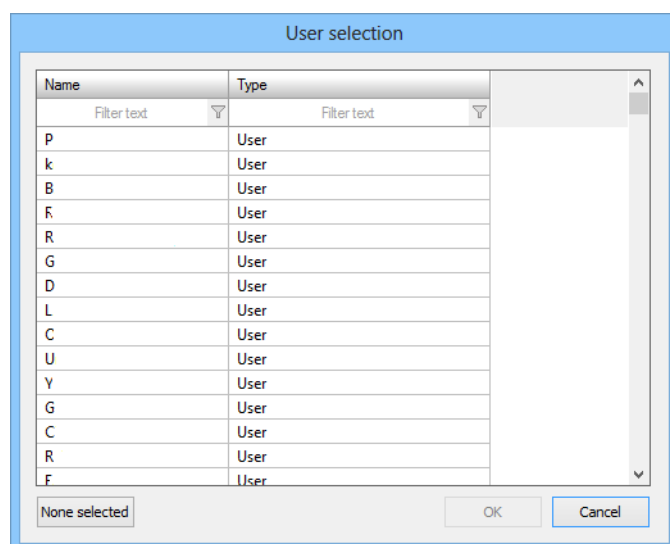 User selection
Name Type
Filter text Filter text
P User
k User
B User
F User
R User
G User
D User
L User
C User
U User
Y User
G User
C User
R User
User
None selected OK Cancel